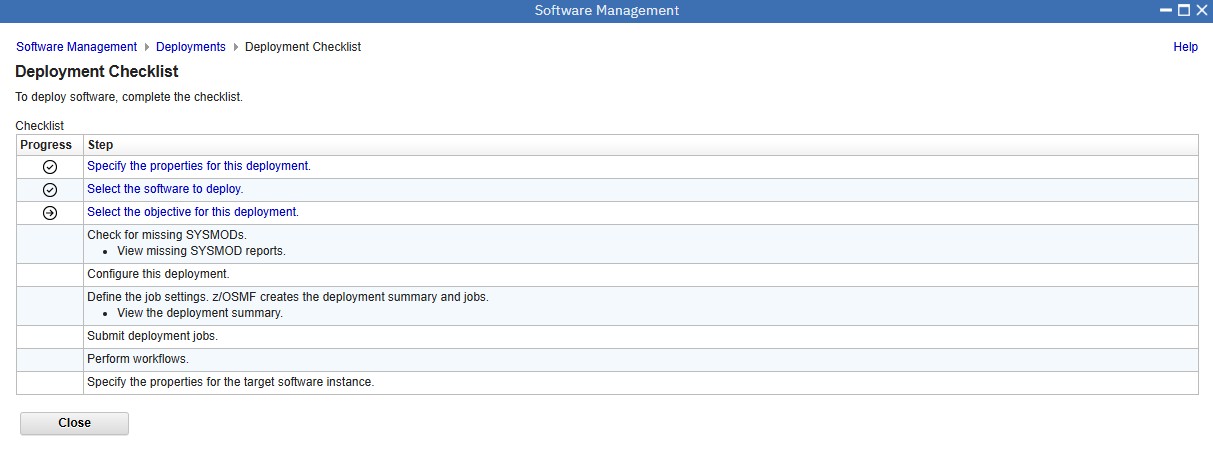 Software Management
Software Management Deployments Deployment Checklist Help
Deployment Checklist
To deploy software, complete the checklist.
Checklist
Progress Step
Specify the properties for this deployment.
Select the software to deploy.
Select the objective for this deployment.
Check for missing SYSMODs.
• View missing SYSMOD reports.
Configure this deployment.
Define the job settings. z/OSMF creates the deployment summary and jobs.
• View the deployment summary.
Submit deployment jobs.
Perform workflows.
Specify the properties for the target software instance.
Close